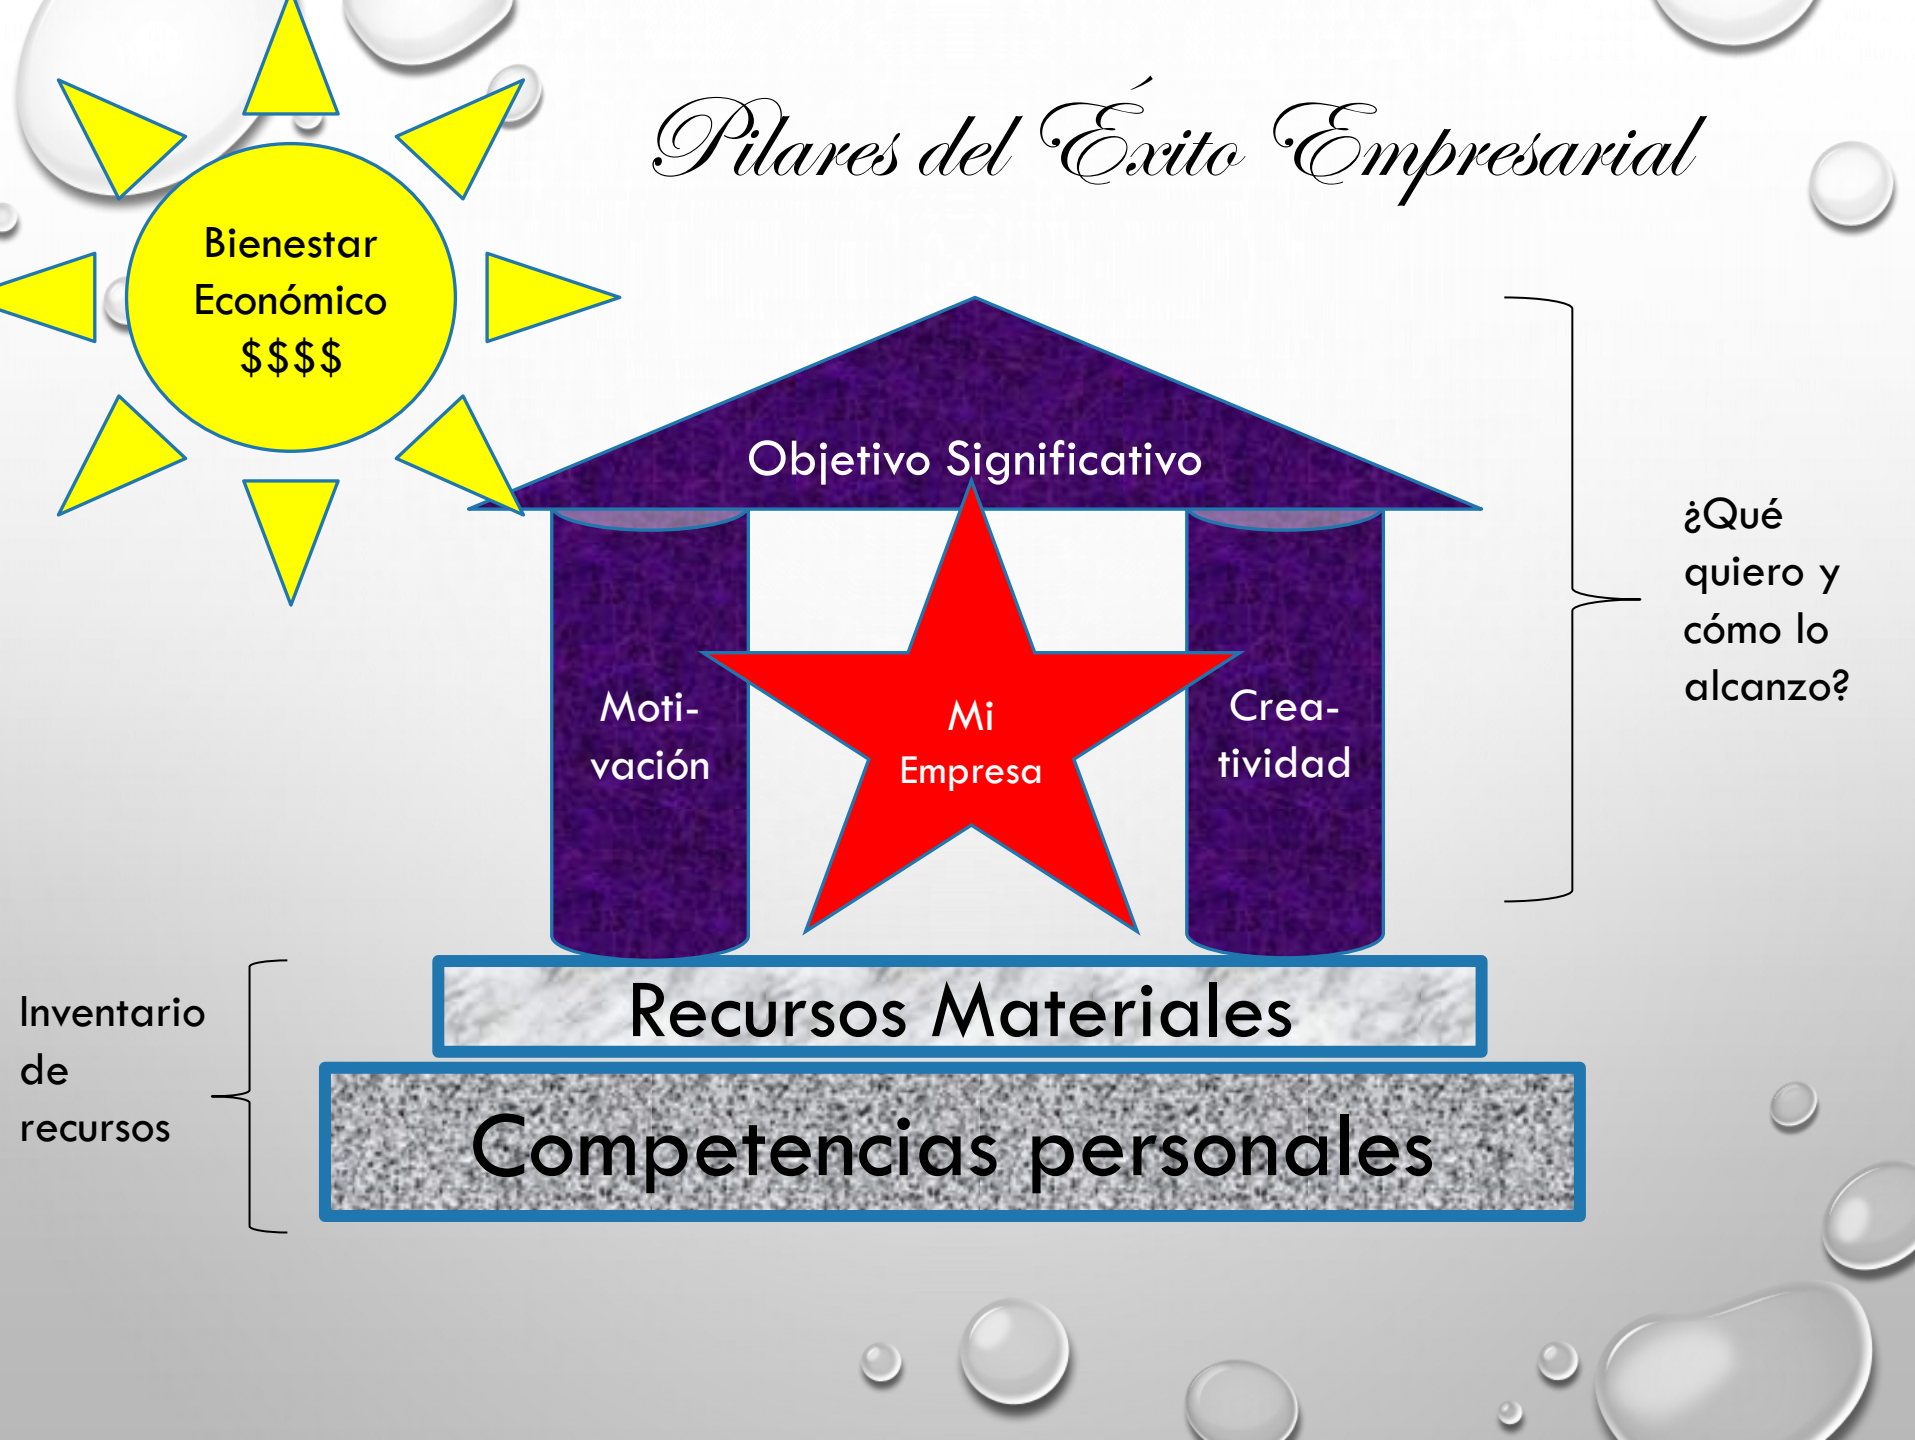 Pilares del Éxito Empresarial
Bienestar
Económico
$$$$
Objetivo Significativo
¿Qué
quiero y
cómo lo
alcanzo?
Moti-
vación
Mi
Empresa
Crea-
tividad
Inventario
de
recursos
Recursos Materiales
Competencias personales